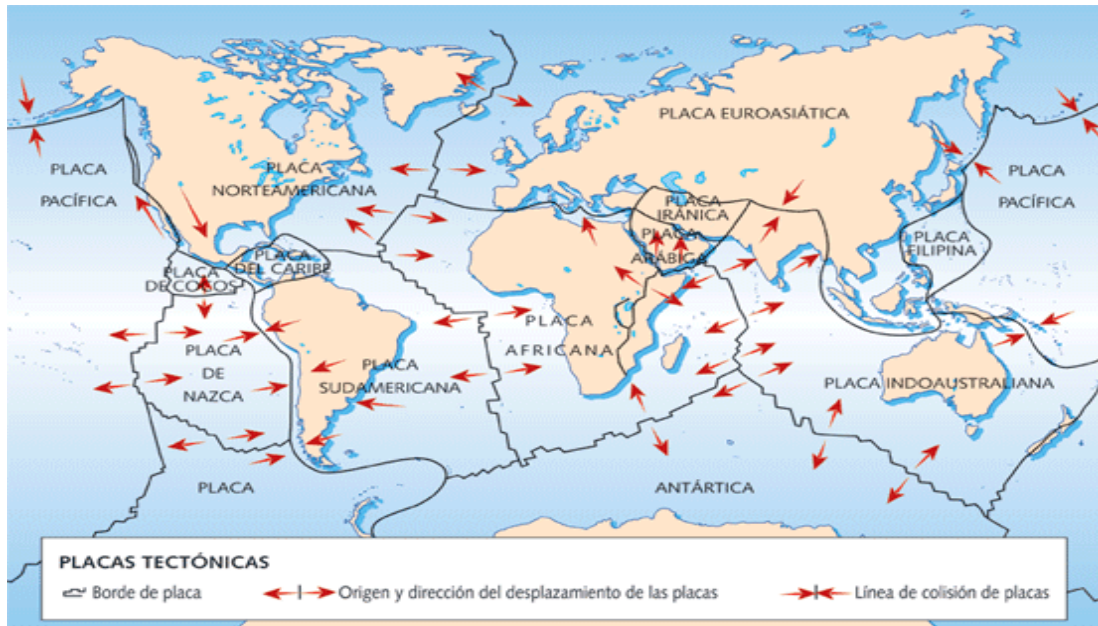 PLACA EUROASIÁTICA
PLACA
PACÍFICA
PLACA
NORTEAMERICANA
PLACA
IRÁNICA
PLACA
ARÁBIGA
PLACA
PACÍFICA
PLACA
FILIPINA
PLACA
DEL CARIBE
PLACA
DE COCOS
PLACA
AFRICANA
PLACA
DE
NAZCA
PLACA
SUDAMERICANA
PLACA INDOAUSTRALIANA
PLACA
ANTÁRTICA
PLACAS TECTÓNICAS
Borde de placa
Origen y dirección del desplazamiento de las placas
Línea de colisión de placas